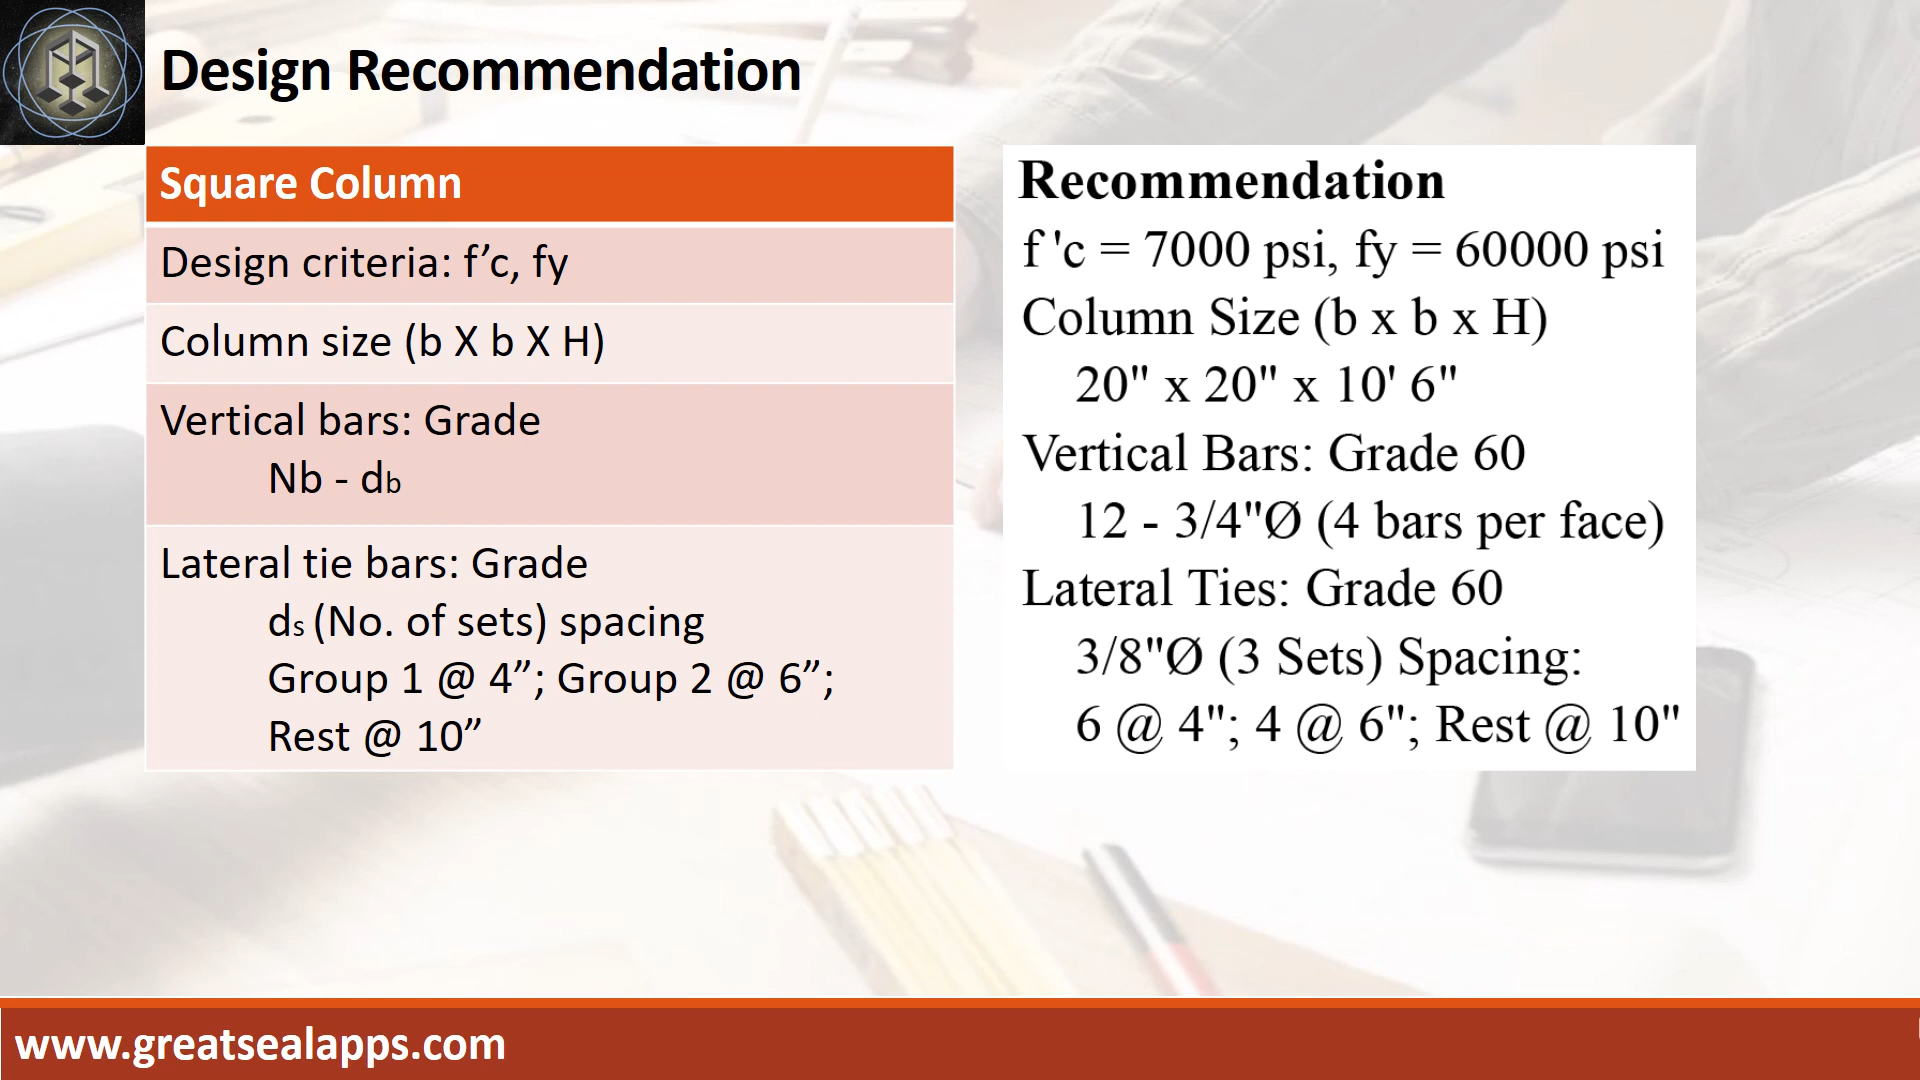 Design Recommendation
Square Column
Design criteria: f’c, fy
Column size (b X b X H)
Vertical bars: Grade
Nb - db
Lateral tie bars: Grade
ds (No. of sets) spacing
Group 1 @ 4”; Group 2 @ 6”;
Rest @ 10”
Recommendation
f 'c = 7000 psi, fy = 60000 psi
Column Size (b x b x H)
20" x 20" x 10' 6"
Vertical Bars: Grade 60
12 - 3/4"Ø (4 bars per face)
Lateral Ties: Grade 60
3/8"Ø (3 Sets) Spacing:
6 @ 4"; 4 @ 6"; Rest @ 10"
www.greatsealapps.com